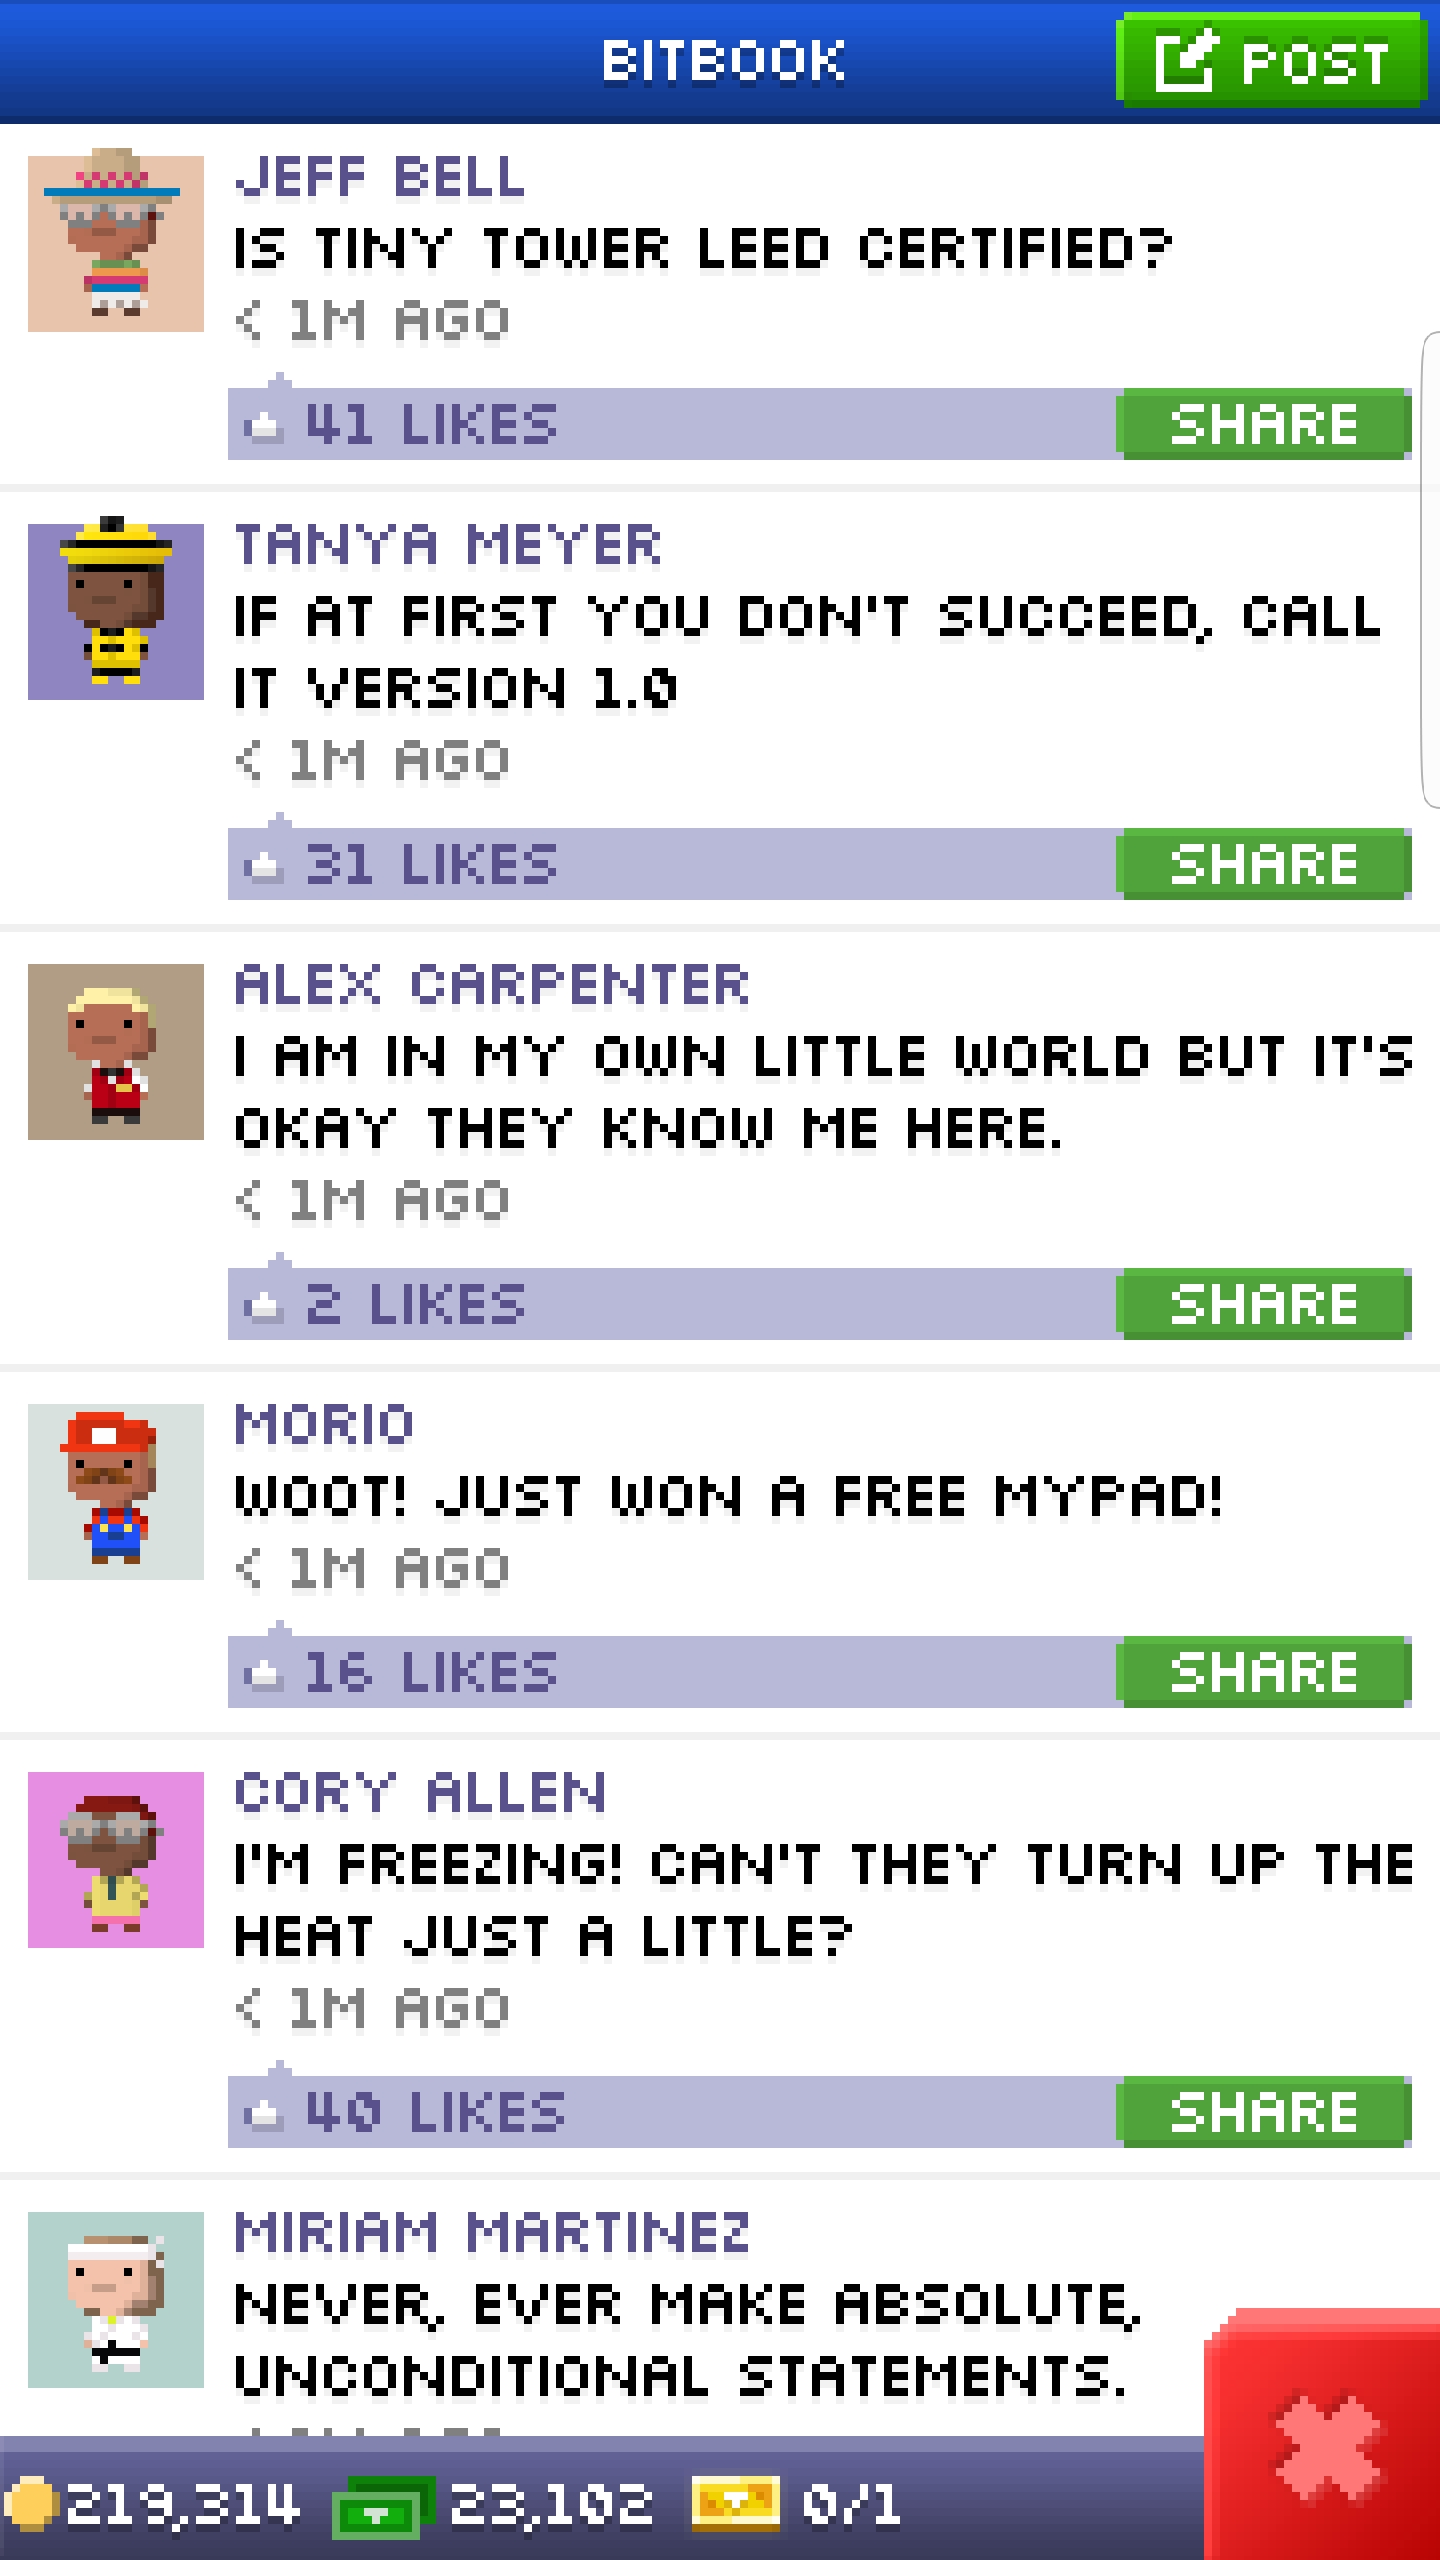 BITBOOK
POST
JEFF BELL
IS TINY TOWER LEED CERTIFIED?
< 1M AGO
41 LIKES
SHARE
TANYA MEYER
IF AT FIRST YOU DON'T SUCCEED, CALL
IT VERSION 1.0
< 1M AGO
31 LIKES
SHARE
ALEX CARPENTER
I AM IN MY OWN LITTLE WORLD BUT IT'S
OKAY THEY KNOW ME HERE.
< 1M AGO
2 LIKES
SHARE
MORIO
WOOT! JUST WON A FREE MYPAD!
< 1M AGO
16 LIKES
SHARE
CORY ALLEN
I'M FREEZING! CAN'T THEY TURN UP THE
HEAT JUST A LITTLE?
< 1M AGO
40 LIKES
SHARE
MIRIAM MARTINEZ
NEVER, EVER MAKE ABSOLUTE,
UNCONDITIONAL STATEMENTS.
219,314 23,102 0/1